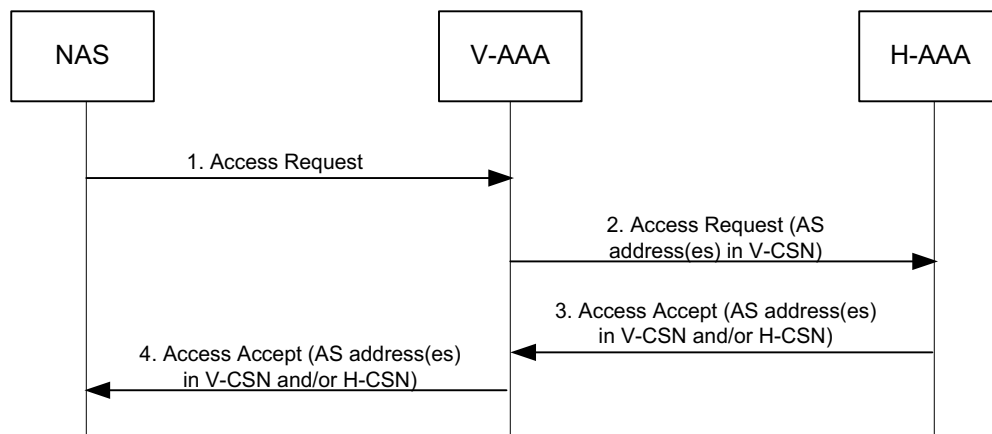 NAS
V-AAA
H-AAA
1. Access Request
2. Access Request (AS
address(es) in V-CSN)
3. Access Accept (AS address(es)
in V-CSN and/or H-CSN)
4. Access Accept (AS address(es)
in V-CSN and/or H-CSN)